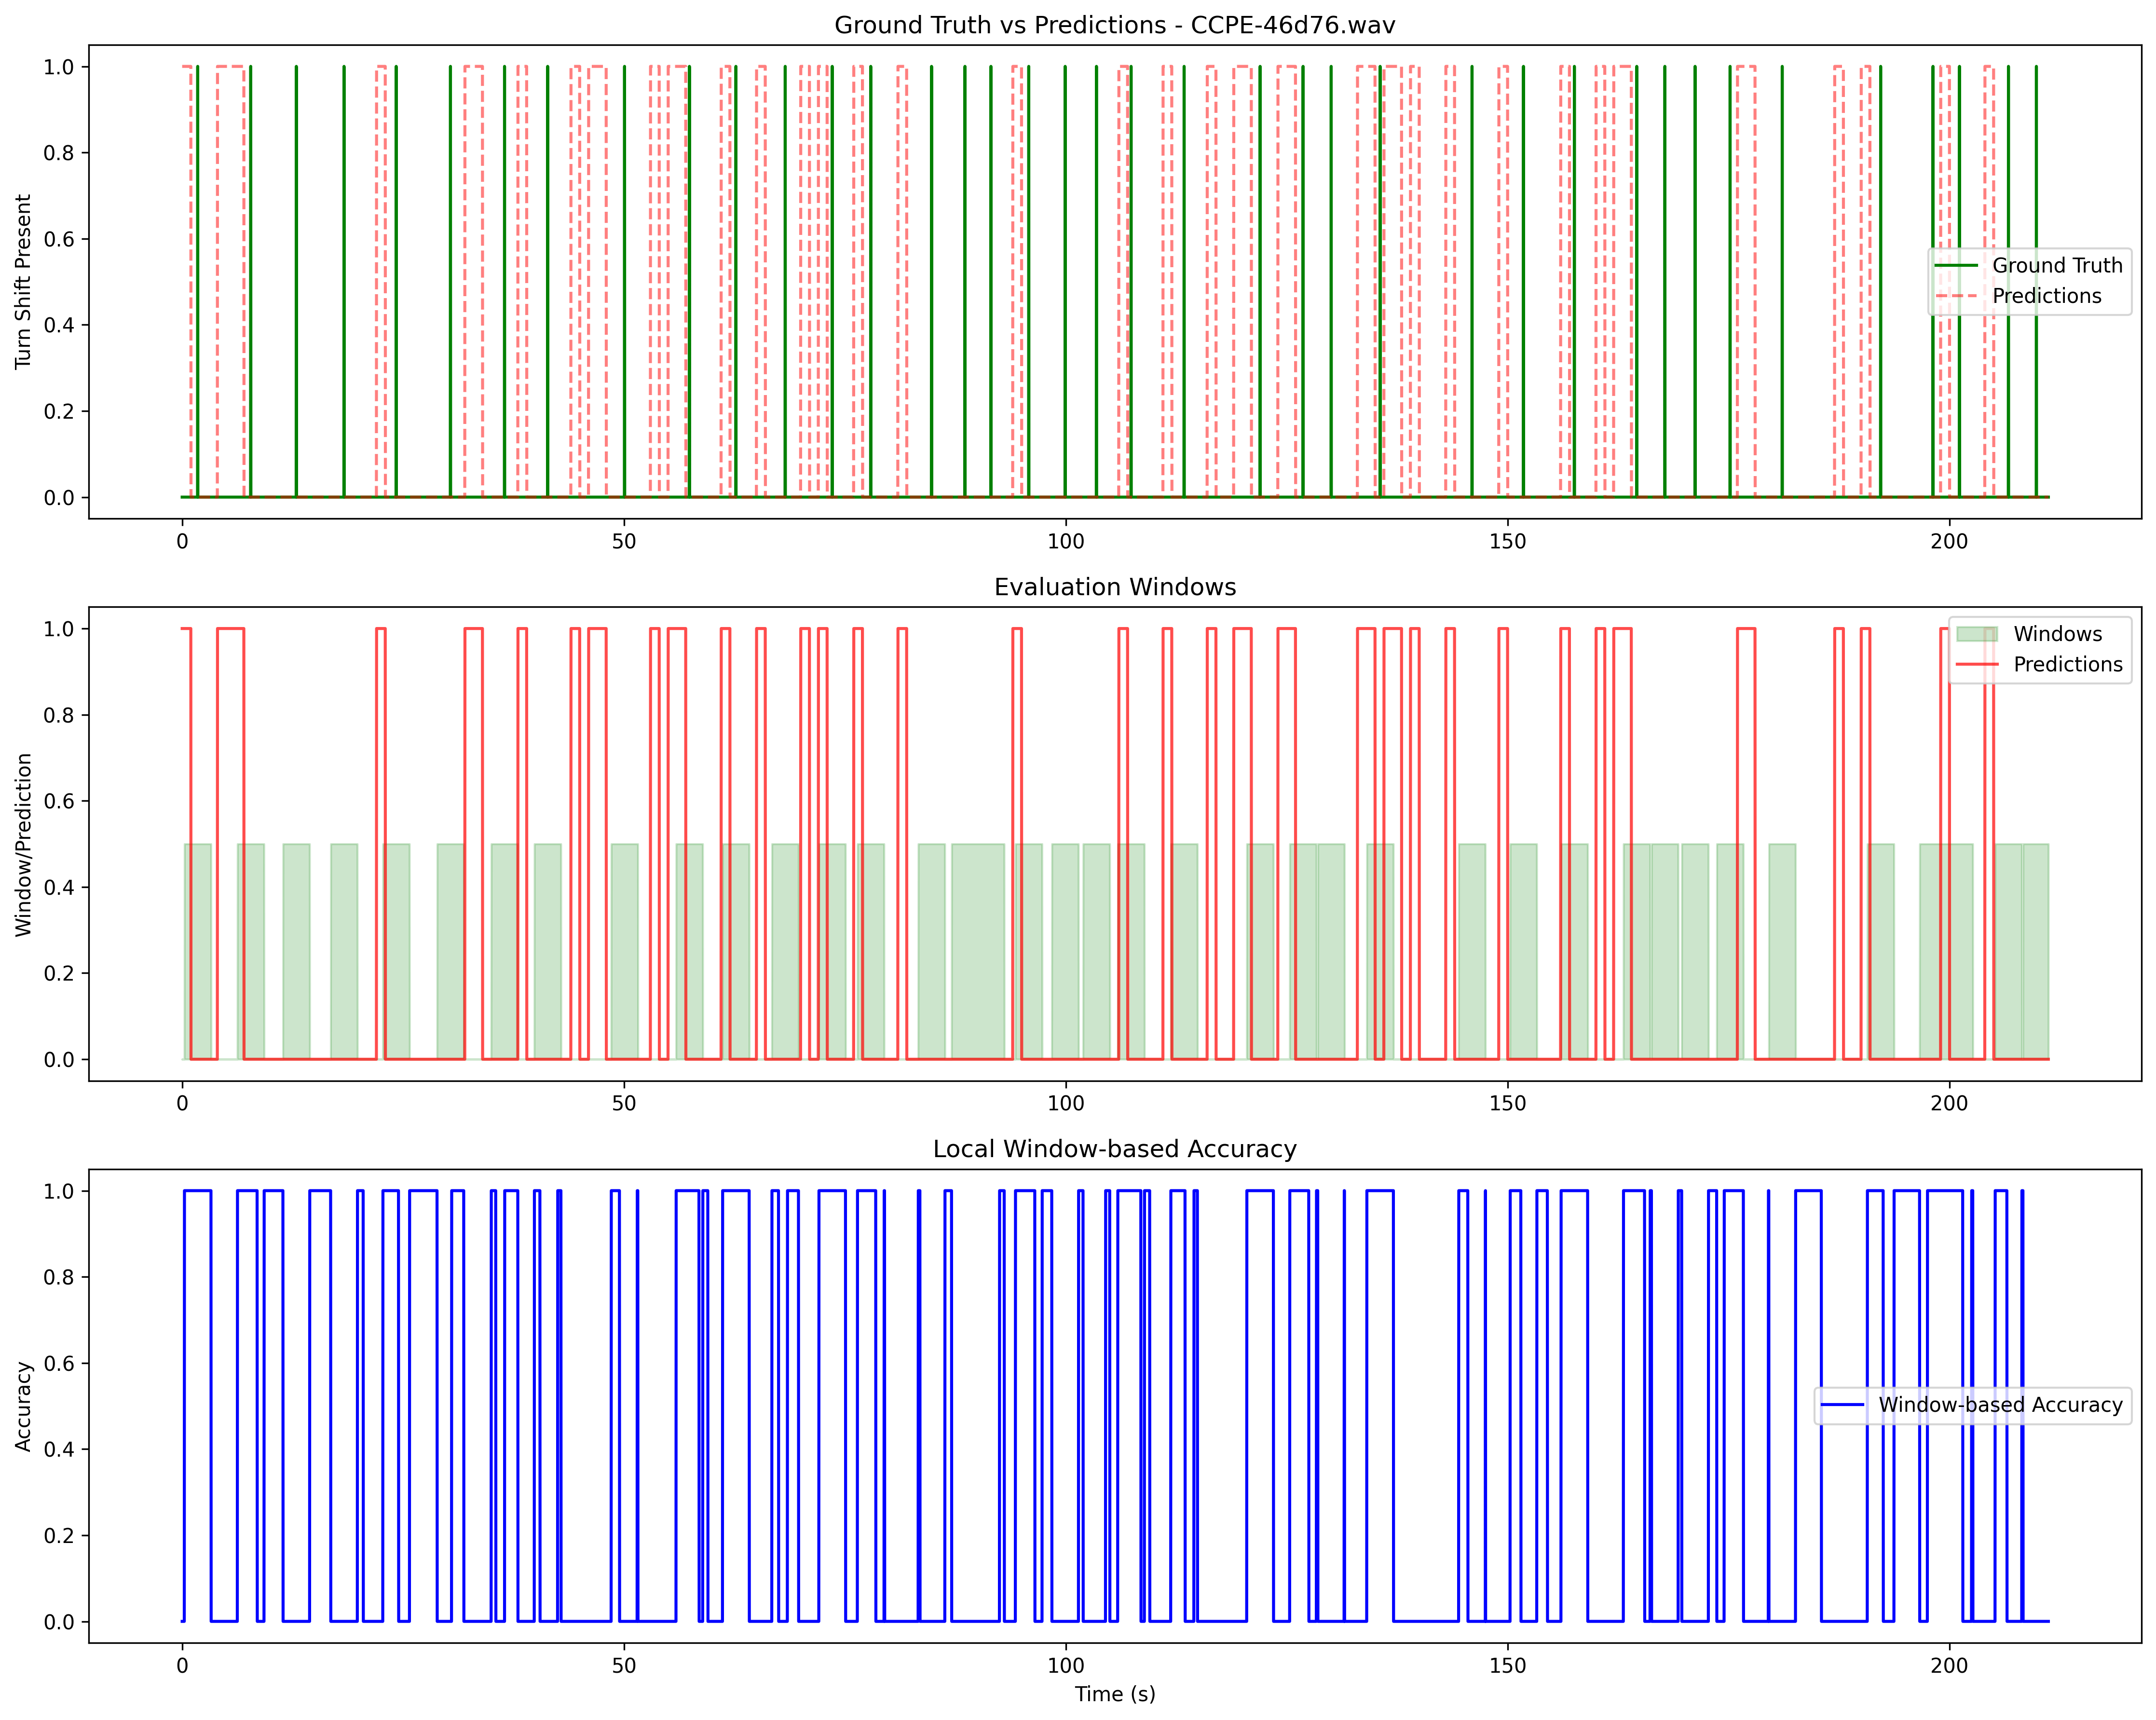 Ground Truth vs Predictions - CCPE-46d76.wav
1.0
0.8
0.6
0.4
0.2
0.0
Turn Shift Present
Ground Truth
Predictions
0
50
100
150
200
Evaluation Windows
1.0
0.8
0.6
0.4
0.2
0.0
Window/Prediction
Windows
Predictions
0
50
100
150
200
Local Window-based Accuracy
1.0
0.8
0.6
0.4
0.2
0.0
Accuracy
Window-based Accuracy
0
50
100
150
200
Time (s)